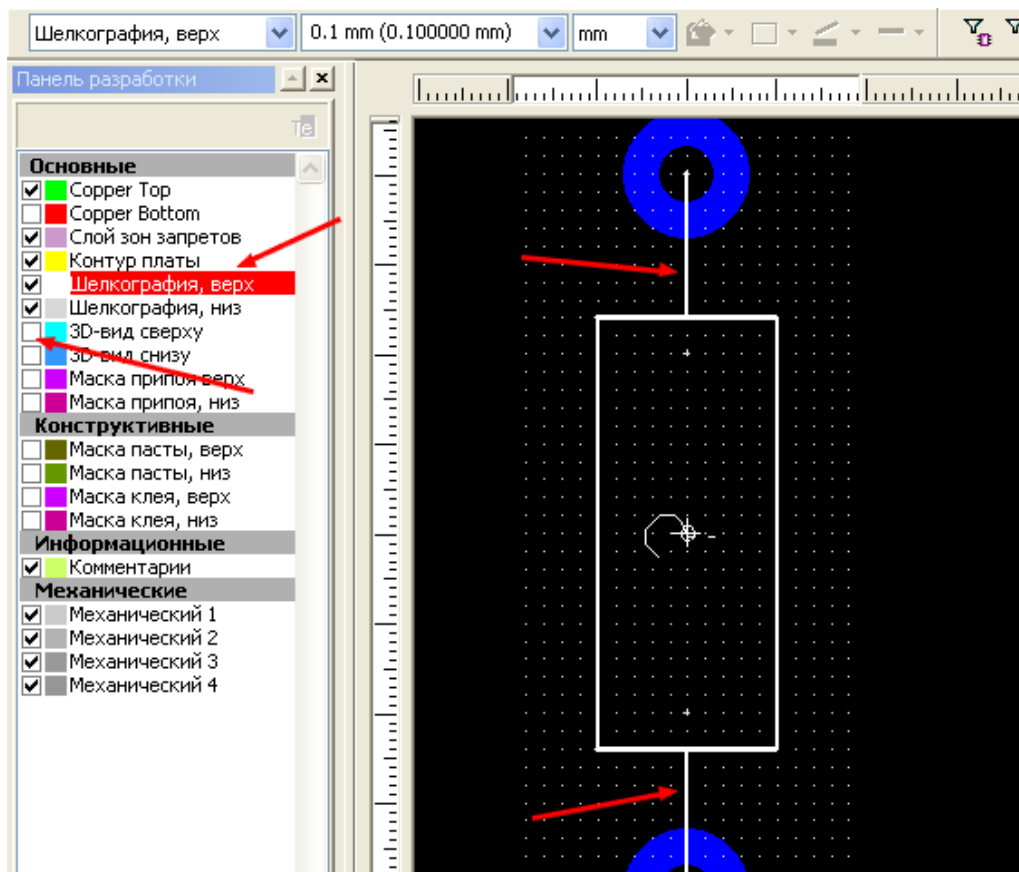 Шелкография, верх 0.1 mm (0.100000 mm) mm
Панель разработки
Te
Основные
Copper Top
Copper Bottom
Слой зон запретов
Контур платы
Шелкография, верх
Шелкография, низ
3D-вид сверху
3D-вид снизу
Маска припоя верх
Маска припоя, низ
Конструктивные
Маска пасты, верх
Маска пасты, низ
Маска клея, верх
Маска клея, низ
Информационные
Комментарии
Механические
Механический 1
Механический 2
Механический 3
Механический 4